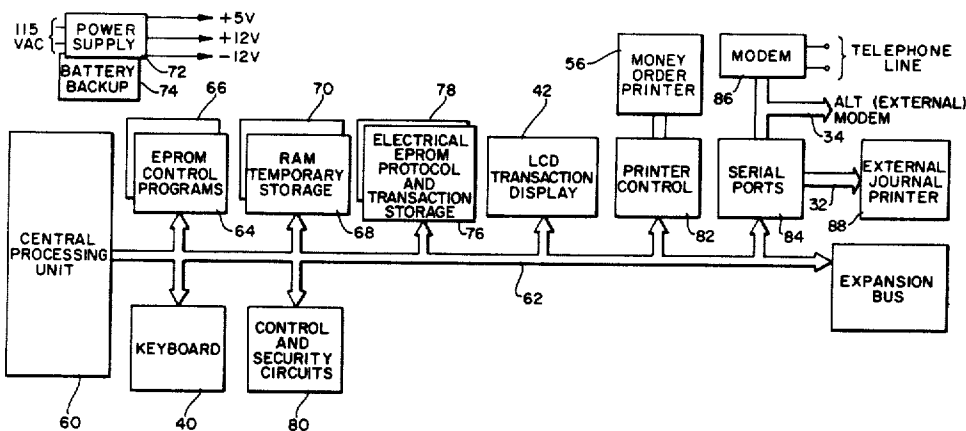 115
VAC
POWER
SUPPLY
+5V
+12V
-12V
BATTERY
BACKUP
72
74
56
MONEY
ORDER
PRINTER
MODEM
86
TELEPHONE
LINE
ALT (EXTERNAL)
MODEM
34
66
70
78
42
EPROM
CONTROL
PROGRAMS
64
RAM
TEMPORARY
STORAGE
68
ELECTRICAL
EPROM
PROTOCOL
AND
TRANSACTION
STORAGE
76
LCD
TRANSACTION
DISPLAY
PRINTER
CONTROL
82
SERIAL
PORTS
84
32
EXTERNAL
JOURNAL
PRINTER
88
CENTRAL
PROCESSING
UNIT
60
62
EXPANSION
BUS
KEYBOARD
40
CONTROL
AND
SECURITY
CIRCUITS
80